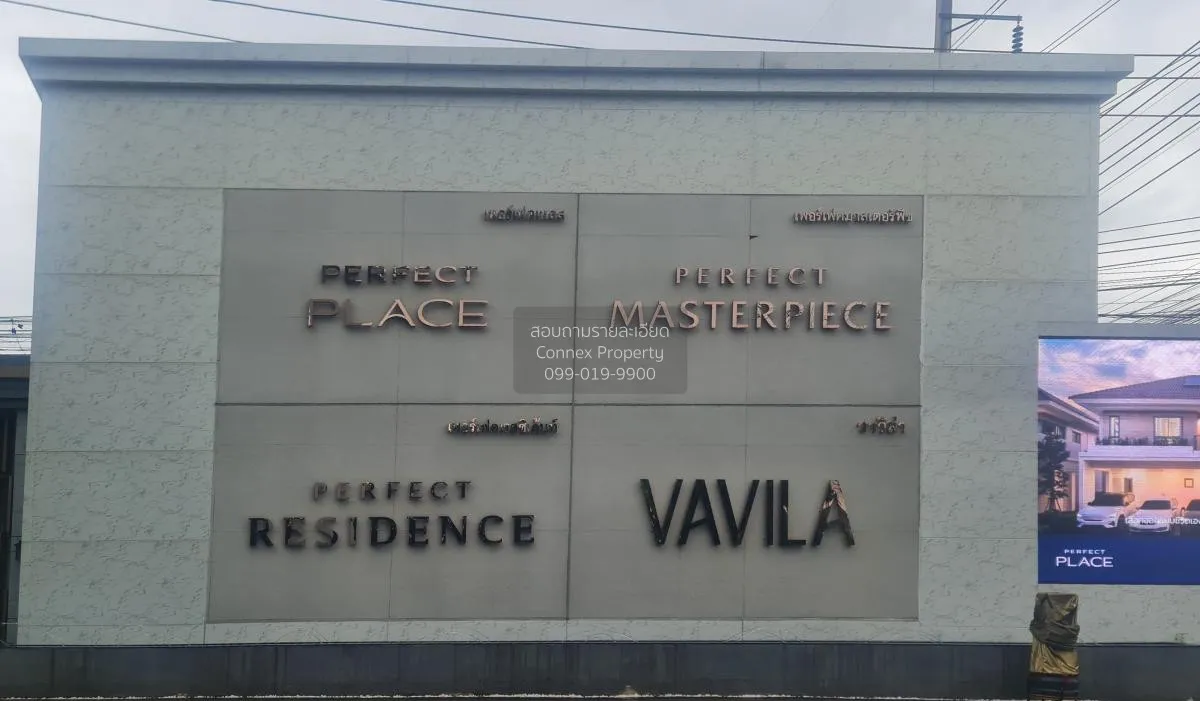 เพอร์เฟคเพลส
PERFECT
PLACE
เพอร์เฟคมาสเตอร์พีซ
PERFECT
MASTERPIECE
สอบถามรายละเอียด
Connex Property
099-019-9900
เพอร์เฟคเรสซิเด้นท์
PERFECT
RESIDENCE
วาวิล่า
VAVILA
PERFECT
PLACE